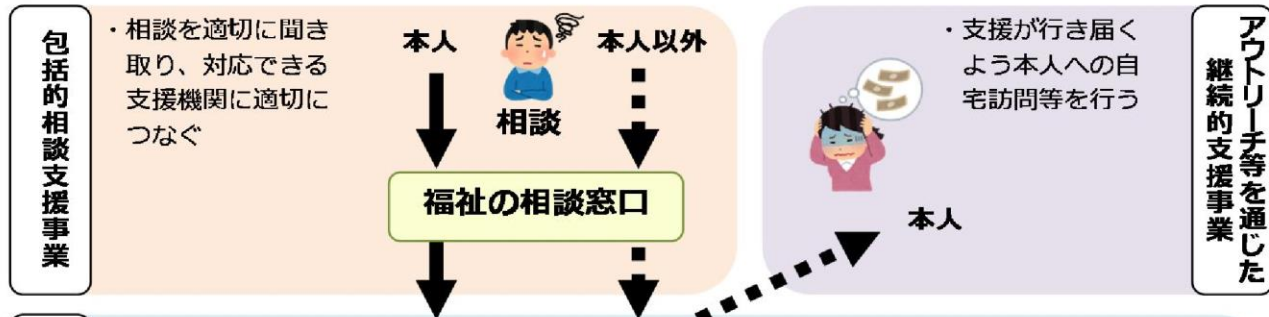 包括的相談支援事業
・相談を適切に聞き
取り、対応できる
支援機関に適切に
つなぐ
本人
本人以外
相談
福祉の相談窓口
・支援が行き届く
よう本人への自
宅訪問等を行う
本人
アウトリーチ等を通じた
継続的支援事業